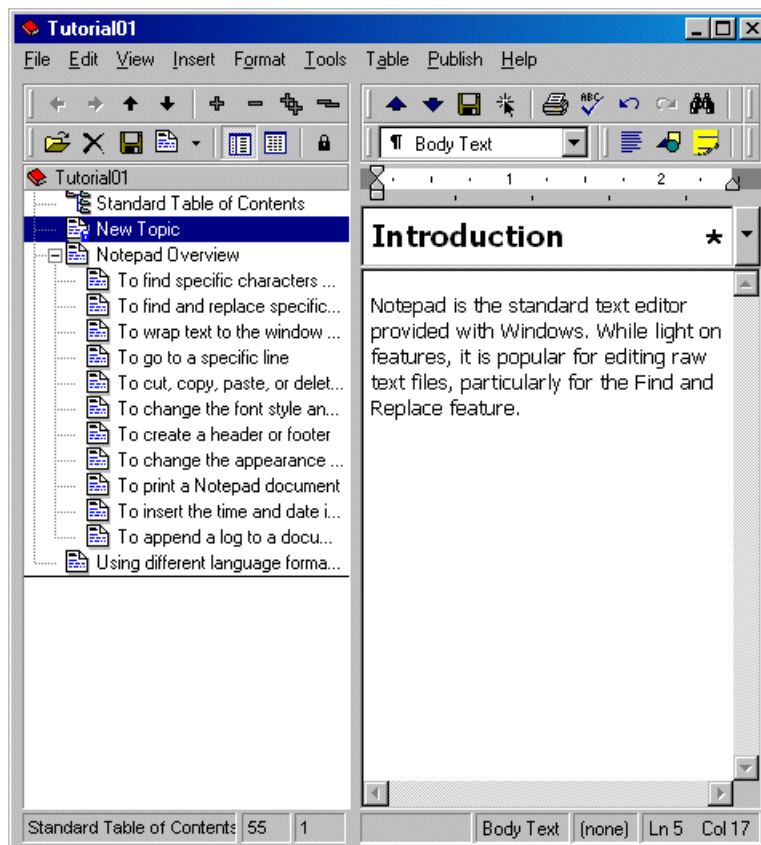 Tutorial01
File Edit View Insert Format Tools Table Publish Help
ABC
¶ Body Text
Tutorial01
1 2
Standard Table of Contents
New Topic
Introduction *
Notepad Overview
To find specific characters ...
To find and replace specific...
To wrap text to the window ...
To go to a specific line
To cut, copy, paste, or delet...
To change the font style an...
To create a header or footer
To change the appearance ...
To print a Notepad document
To insert the time and date i...
To append a log to a docu...
Using different language forma...
Notepad is the standard text editor
provided with Windows. While light on
features, it is popular for editing raw
text files, particularly for the Find and
Replace feature.
Standard Table of Contents 55 1 Body Text (none) Ln 5 Col 17